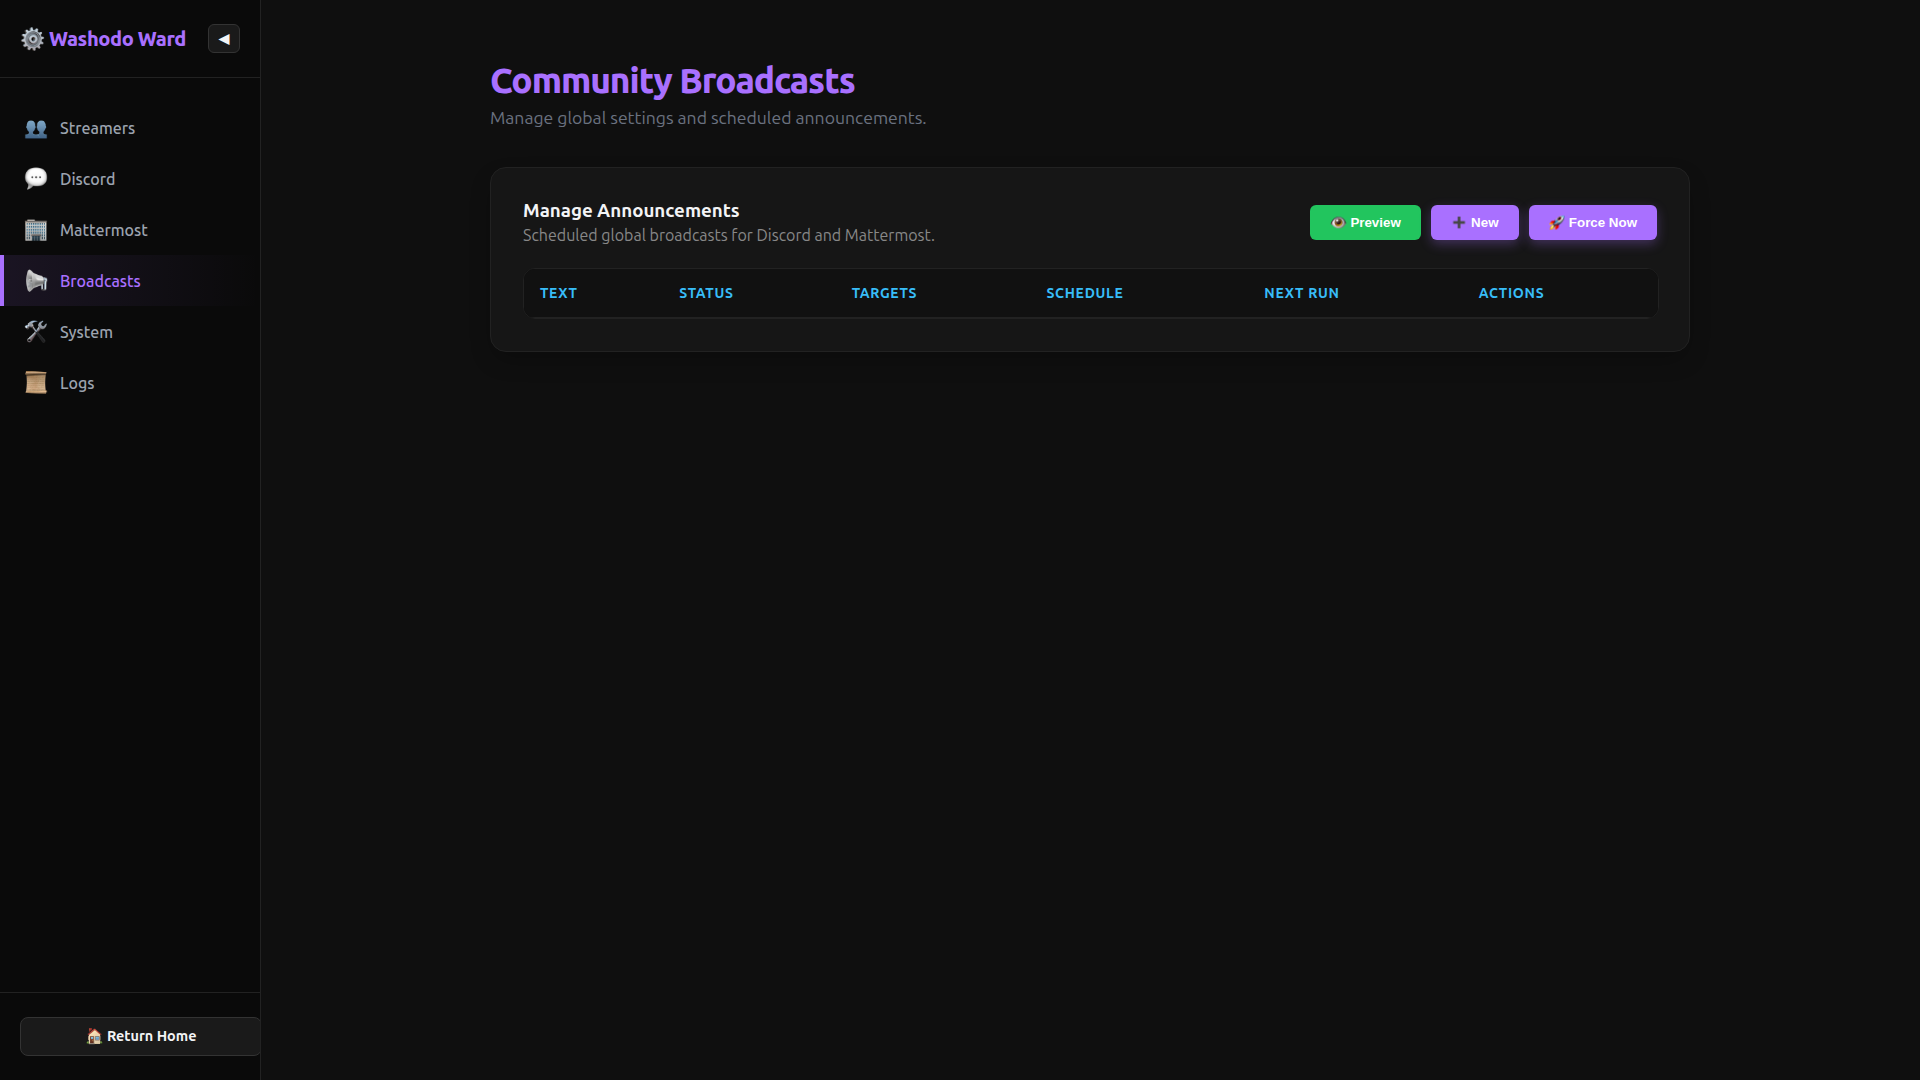 Washodo Ward
Streamers
Discord
Mattermost
Broadcasts
System
Logs
Return Home
Community Broadcasts
Manage global settings and scheduled announcements.
Manage Announcements
Scheduled global broadcasts for Discord and Mattermost.
Preview
New
Force Now
TEXT STATUS TARGETS SCHEDULE NEXT RUN ACTIONS